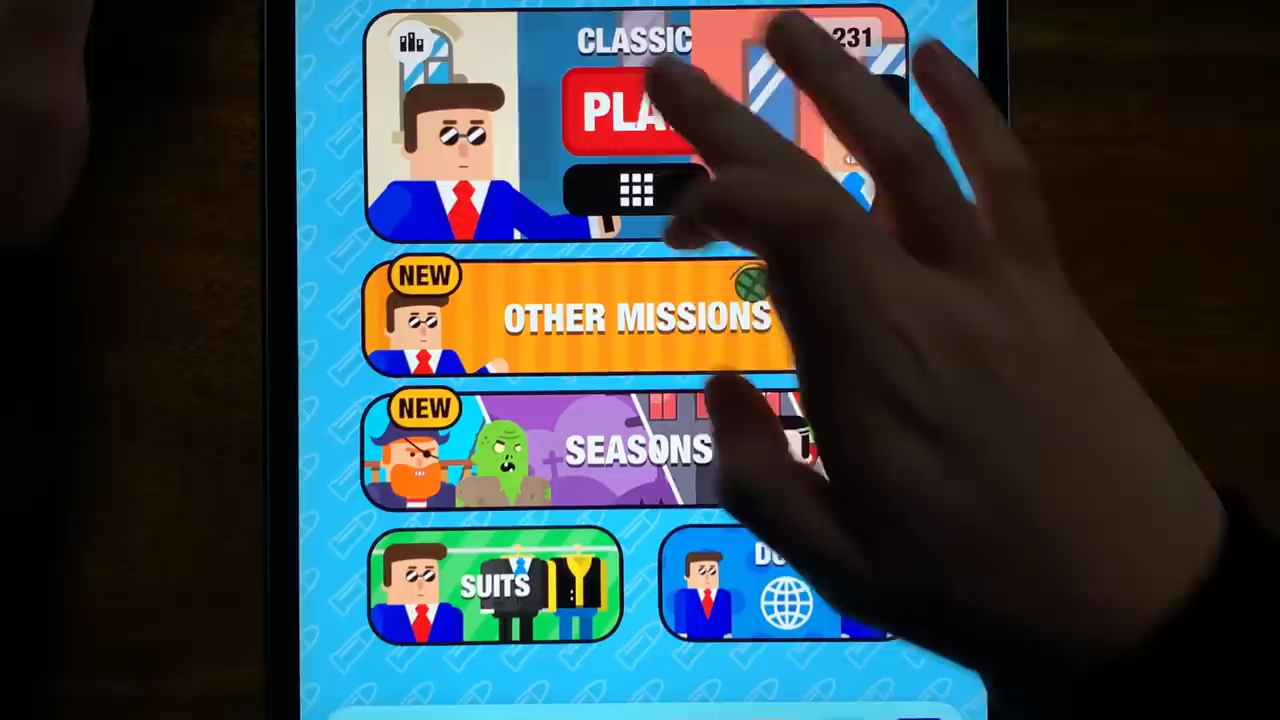 CLASSIC
231
NEW
OTHER MISSIONS
NEW
SEASONS
SUITS